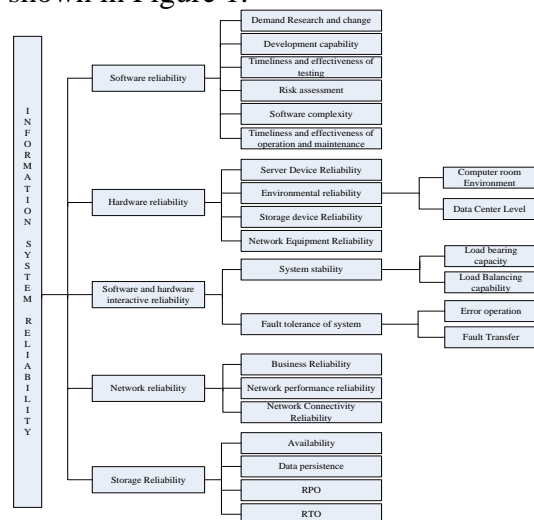 shown in Figure 1.
INFORMATION SYSTEM RELIABILITY
Software reliability
Demand Research and change
Development capability
Timeliness and effectiveness of
testing
Risk assessment
Software complexity
Timeliness and effectiveness of
operation and maintenance
Hardware reliability
Server Device Reliability
Environmental reliability
Computer room
Environment
Data Center Level
Storage device Reliability
Network Equipment Reliability
Software and hardware
interactive reliability
System stability
Load bearing
capacity
Load Balancing
capability
Fault tolerance of system
Error operation
Fault Transfer
Network reliability
Business Reliability
Network performance reliability
Network Connectivity
Reliability
Storage Reliability
Availability
Data persistence
RPO
RTO